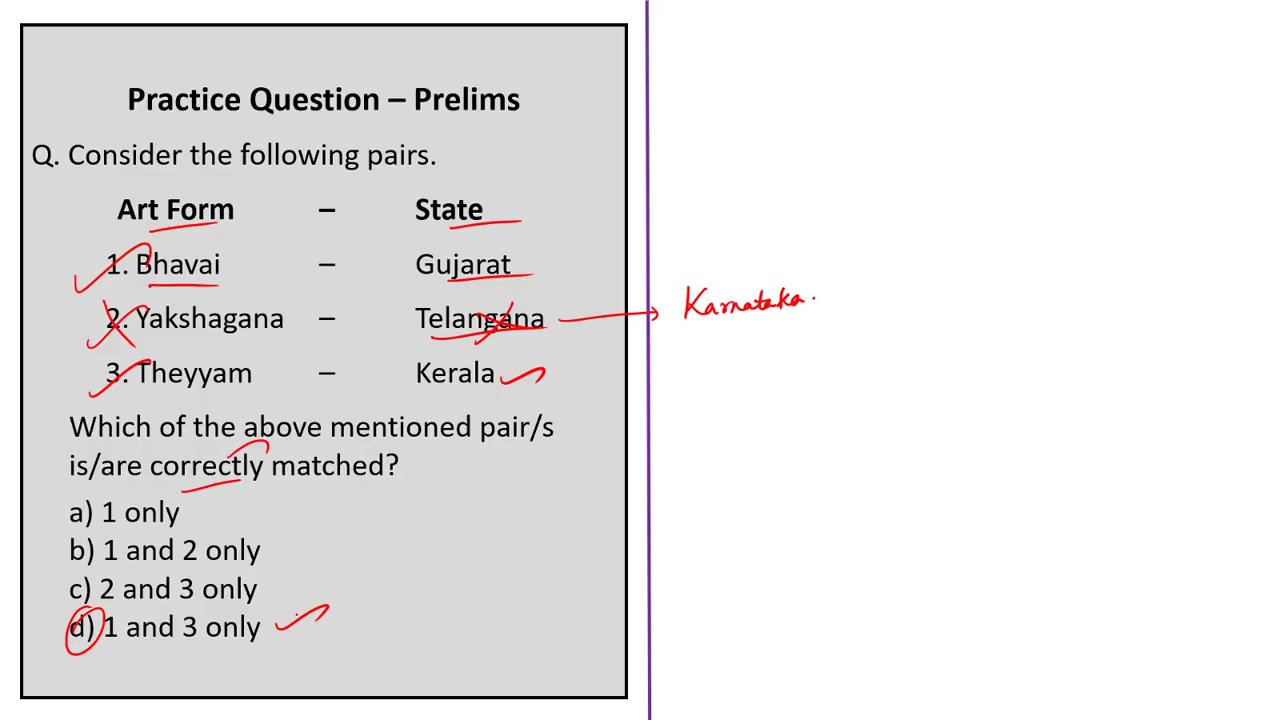 Practice Question – Prelims
Q. Consider the following pairs.
Art Form – State
1. Bhavai – Gujarat
2. Yakshagana – Telangana
Karnataka.
3. Theyyam – Kerala
Which of the above mentioned pair/s
is/are correctly matched?
a) 1 only
b) 1 and 2 only
c) 2 and 3 only
d) 1 and 3 only